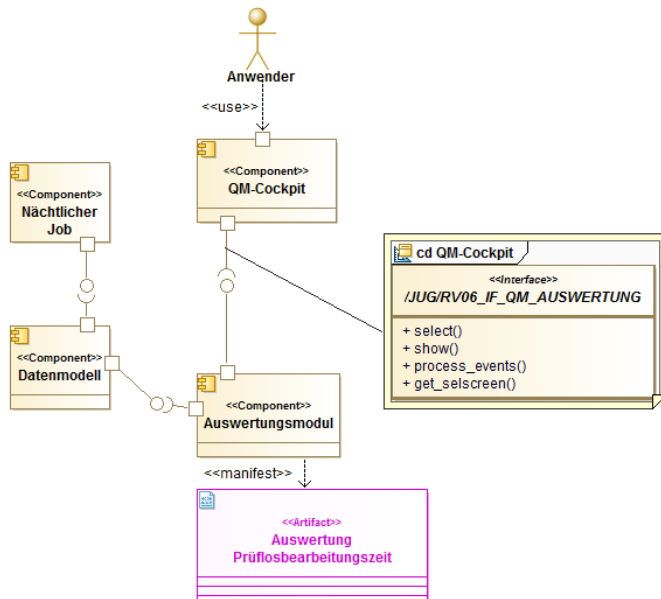 Anwender
<<use>>
<<Component>>
QM-Cockpit
<<Component>>
Nächtlicher
Job
cd QM-Cockpit
<<Interface>>
/JUG/RV06_IF_QM_AUSWERTUNG
+ select()
+ show()
+ process_events()
+ get_selscreen()
<<Component>>
Datenmodell
<<Component>>
Auswertungsmodul
<<manifest>>
<<Artifact>>
Auswertung
Prüflosbearbeitungszeit